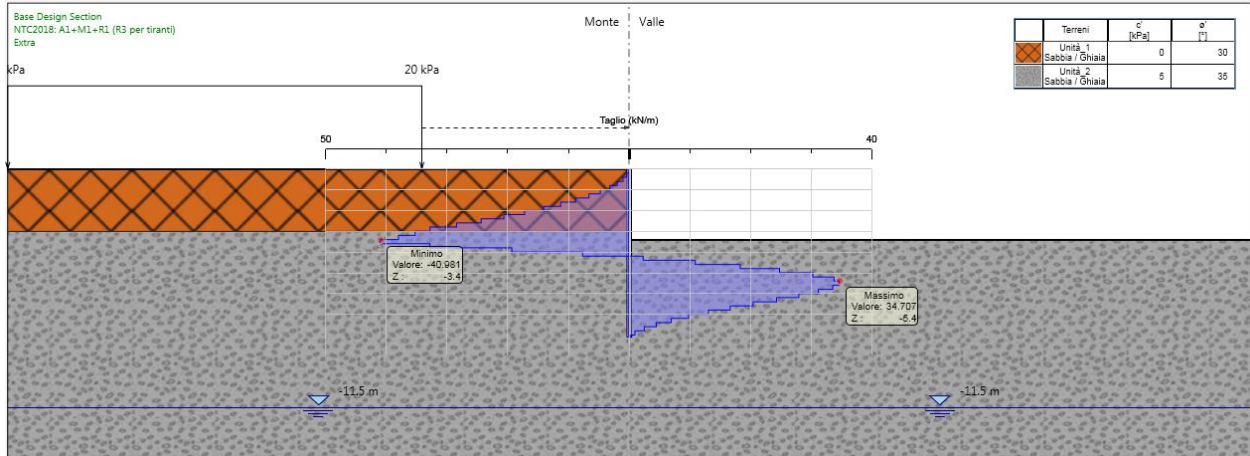 Base Design Section
NTC2018: A1+M1+R1 (R3 per tiranti)
Extra
Monte Valle
Terreni c' [kPa] ø' [°]
Unità_1 Sabbia / Ghiaia 0 30
Unità_2 Sabbia / Ghiaia 5 35
kPa
20 kPa
Taglio (kN/m)
50
40
Minimo
Valore: -40.981
Z : -3.4
Massimo
Valore: 34.707
Z : -5.4
-11.5 m
-11.5 m